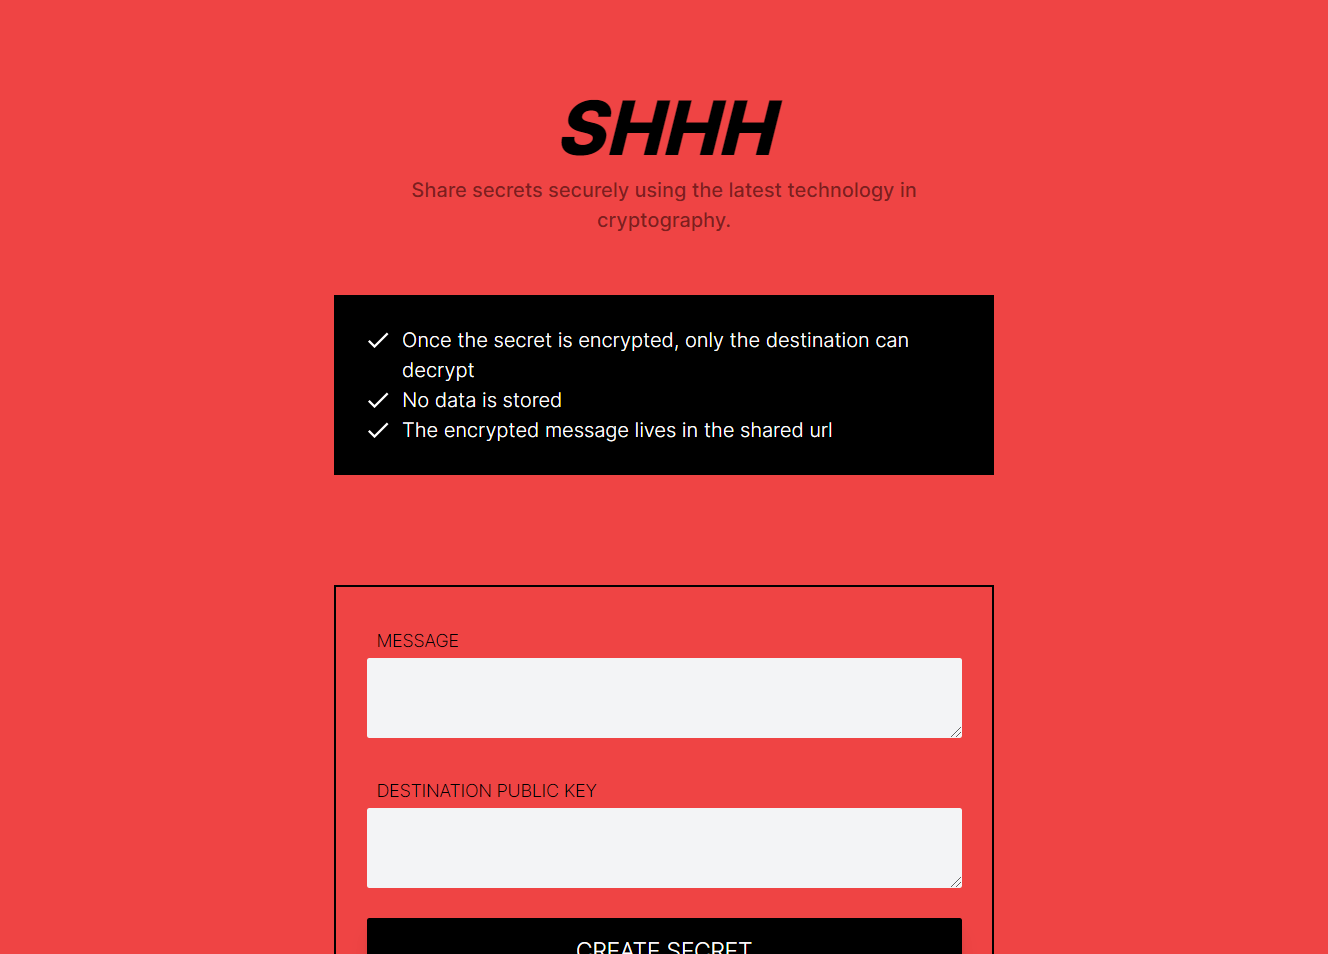 SHHH
Share secrets securely using the latest technology in
cryptography.
Once the secret is encrypted, only the destination can
decrypt
No data is stored
The encrypted message lives in the shared url
MESSAGE
DESTINATION PUBLIC KEY
CREATE SECRET